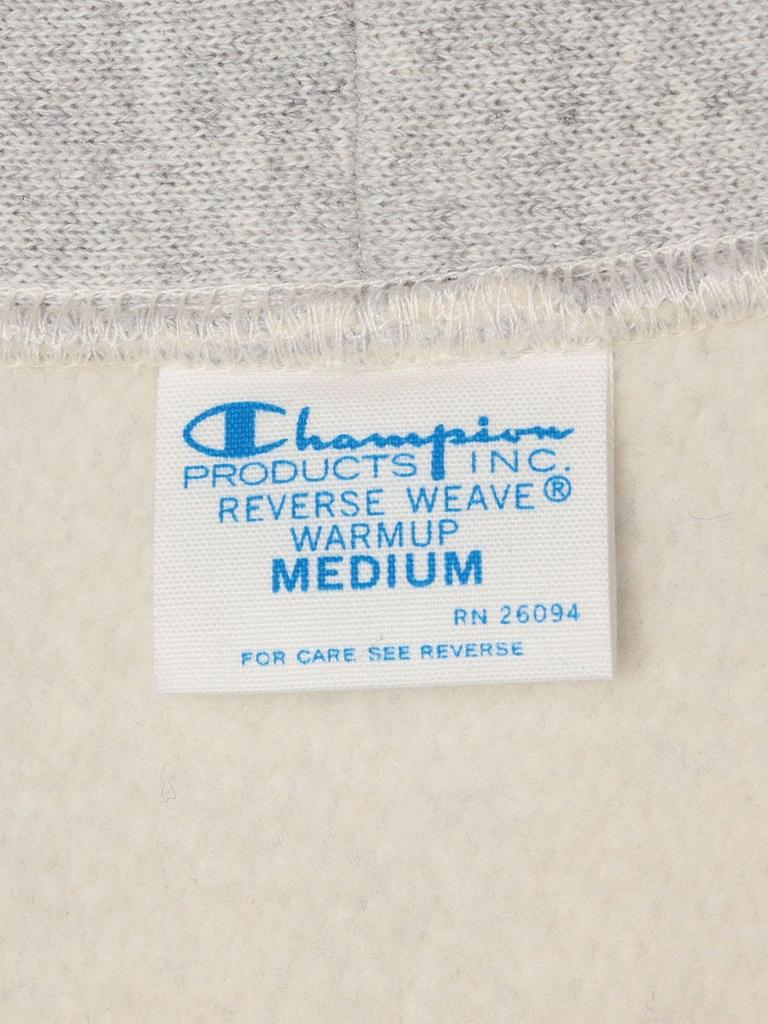 Champion
PRODUCTS INC.
REVERSE WEAVE®
WARMUP
MEDIUM
RN 26094
FOR CARE SEE REVERSE